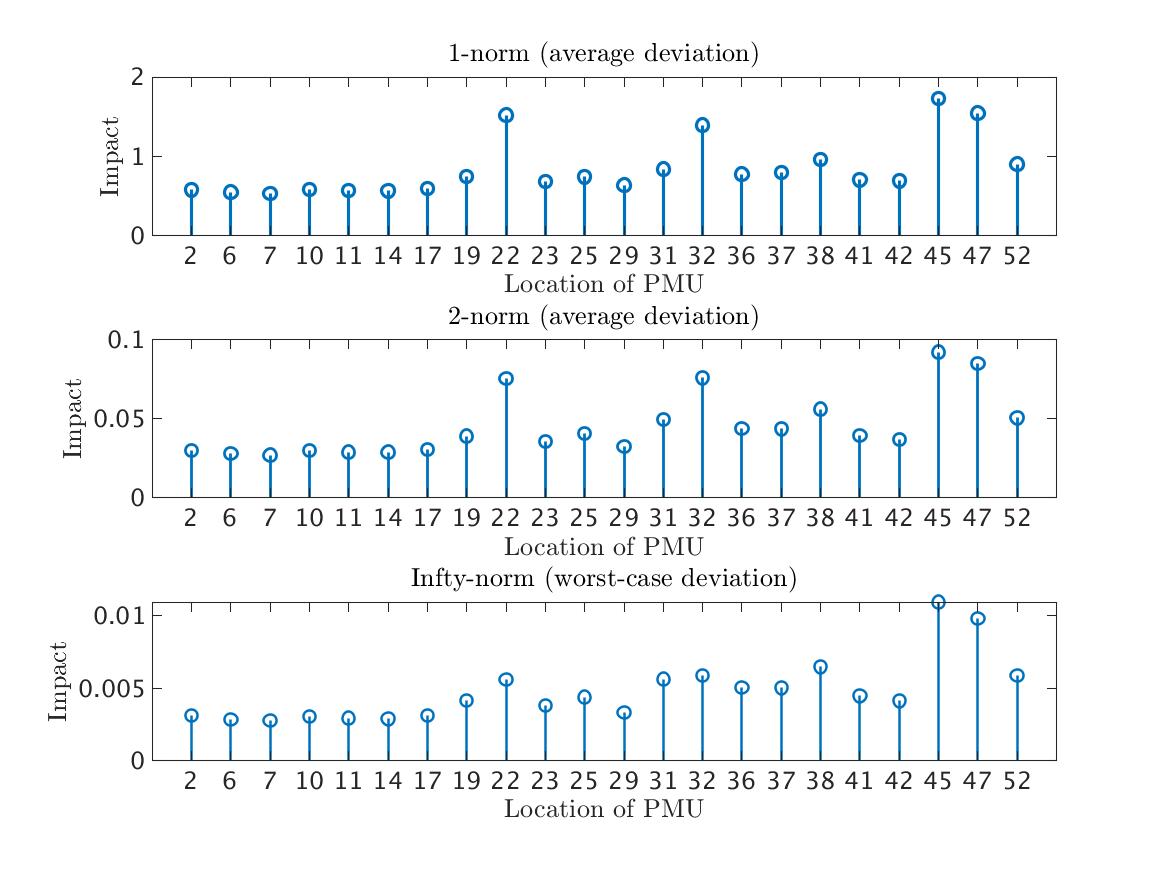 1-norm (average deviation)
2
1
0
Impact
2 6 7 10 11 14 17 19 22 23 25 29 31 32 36 37 38 41 42 45 47 52
Location of PMU
2-norm (average deviation)
0.1
0.05
0
Impact
2 6 7 10 11 14 17 19 22 23 25 29 31 32 36 37 38 41 42 45 47 52
Location of PMU
Infty-norm (worst-case deviation)
0.01
0.005
0
Impact
2 6 7 10 11 14 17 19 22 23 25 29 31 32 36 37 38 41 42 45 47 52
Location of PMU